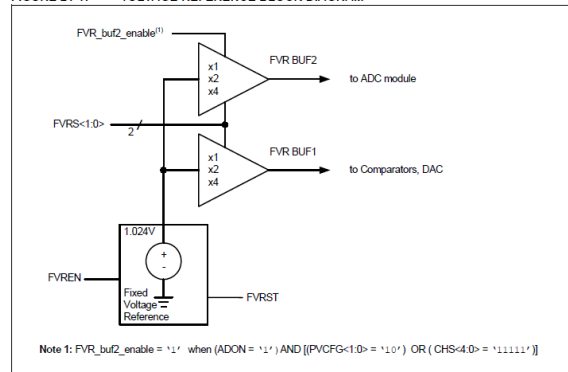 FVR_buf2_enable(1)
x1
x2
x4
FVR BUF2
to ADC module
FVRS<1:0>
2
x1
x2
x4
FVR BUF1
to Comparators, DAC
1.024V
+
-
FVREN
FVRST
Fixed
Voltage
Reference
Note 1: FVR_buf2_enable = '1' when (ADON = '1') AND [(PVCFG<1:0> = '10') OR ( CHS<4:0> = '11111')]